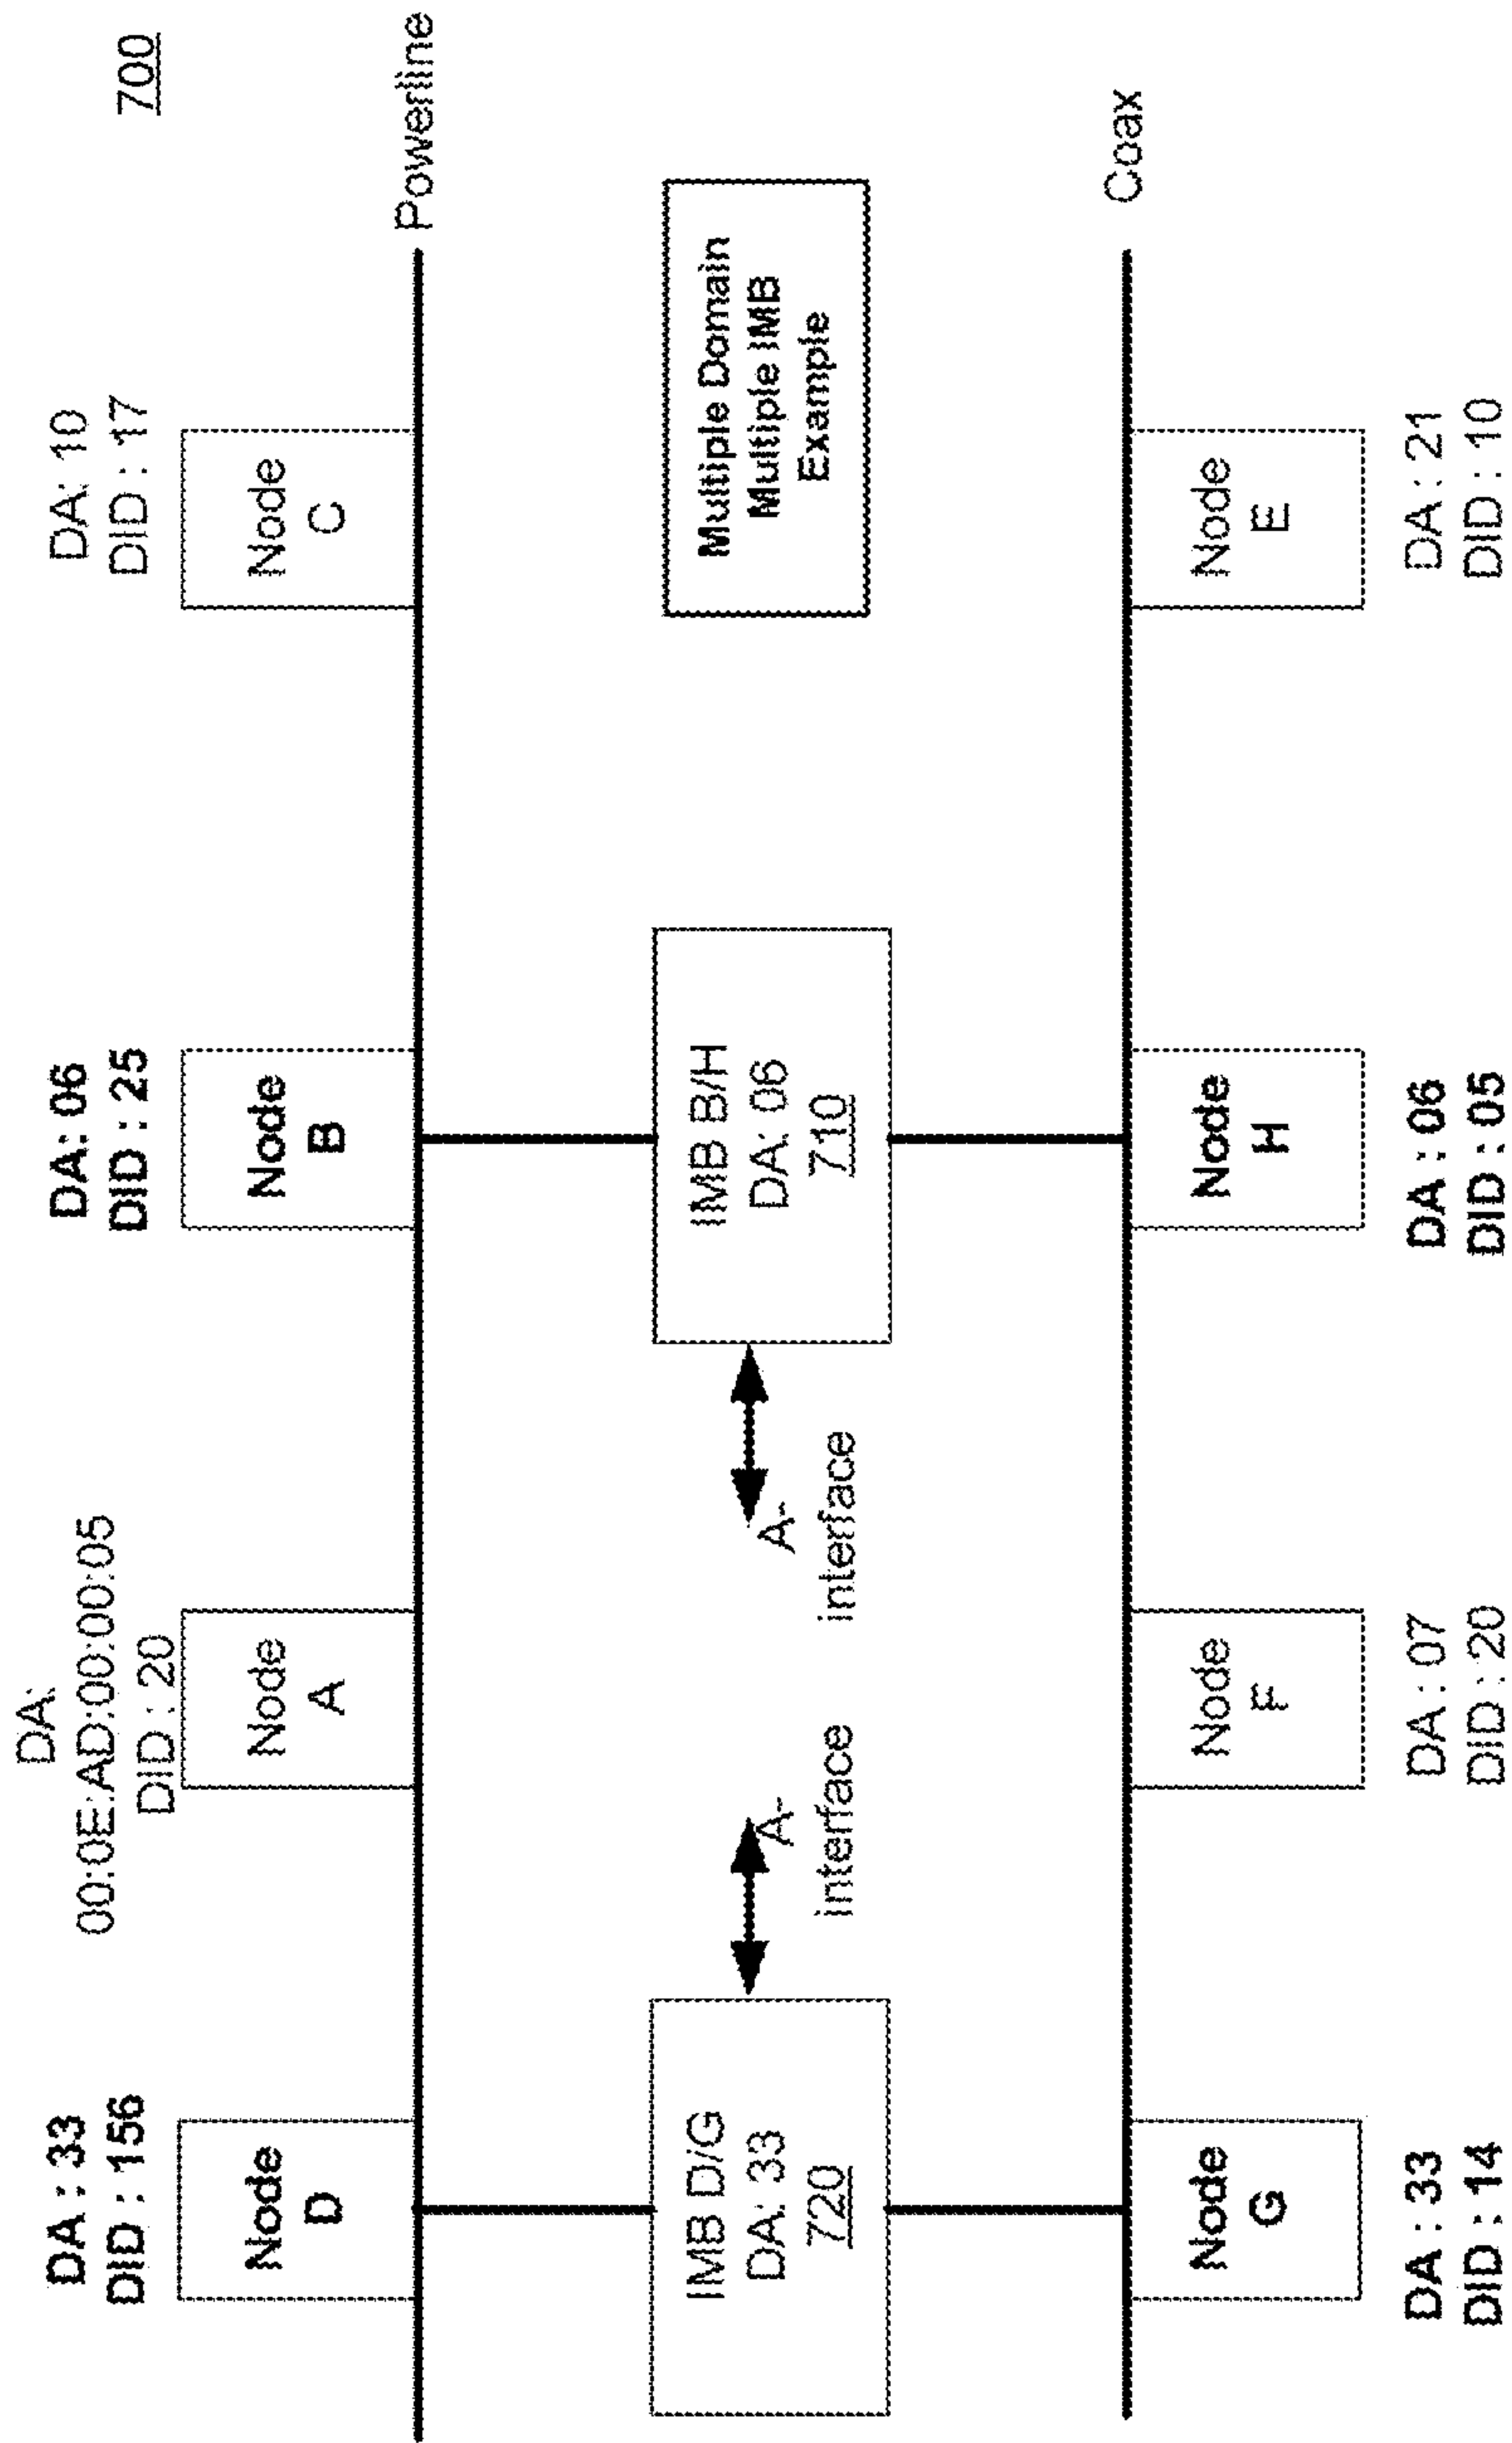 700
DA : 33
DID : 156
DA:
00:0E:AD:00:00:05
DID : 20
DA: 06
DID : 25
DA: 10
DID : 17
Node
D
Node
A
Node
B
Node
C
Powerline
IMB D/G
DA: 33
720
A-
interface
A-
interface
IMB B/H
DA: 06
710
Multiple Domain
Multiple IMB
Example
Coax
Node
G
Node
F
Node
H
Node
E
DA : 33
DID : 14
DA : 07
DID : 20
DA : 06
DID : 05
DA : 21
DID : 10